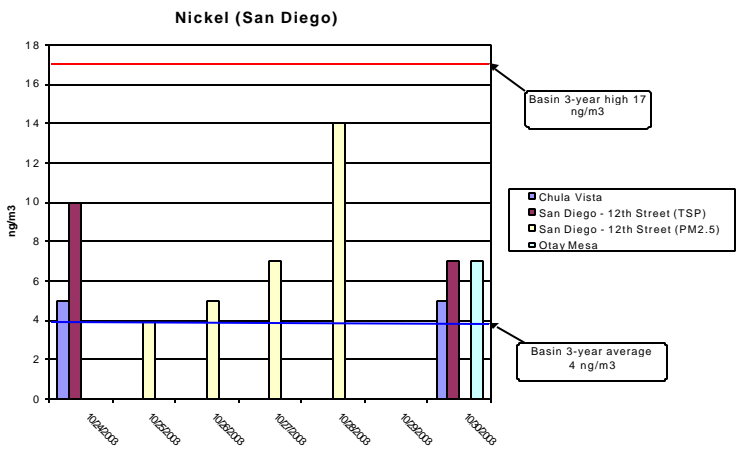 Nickel (San Diego)
18
16
14
12
10
8
6
4
2
0
ng/m3
10/24/2003
10/25/2003
10/26/2003
10/27/2003
10/28/2003
10/29/2003
10/30/2003
Basin 3-year high 17
ng/m3
Chula Vista
San Diego - 12th Street (TSP)
San Diego - 12th Street (PM2.5)
Otay Mesa
Basin 3-year average
4 ng/m3